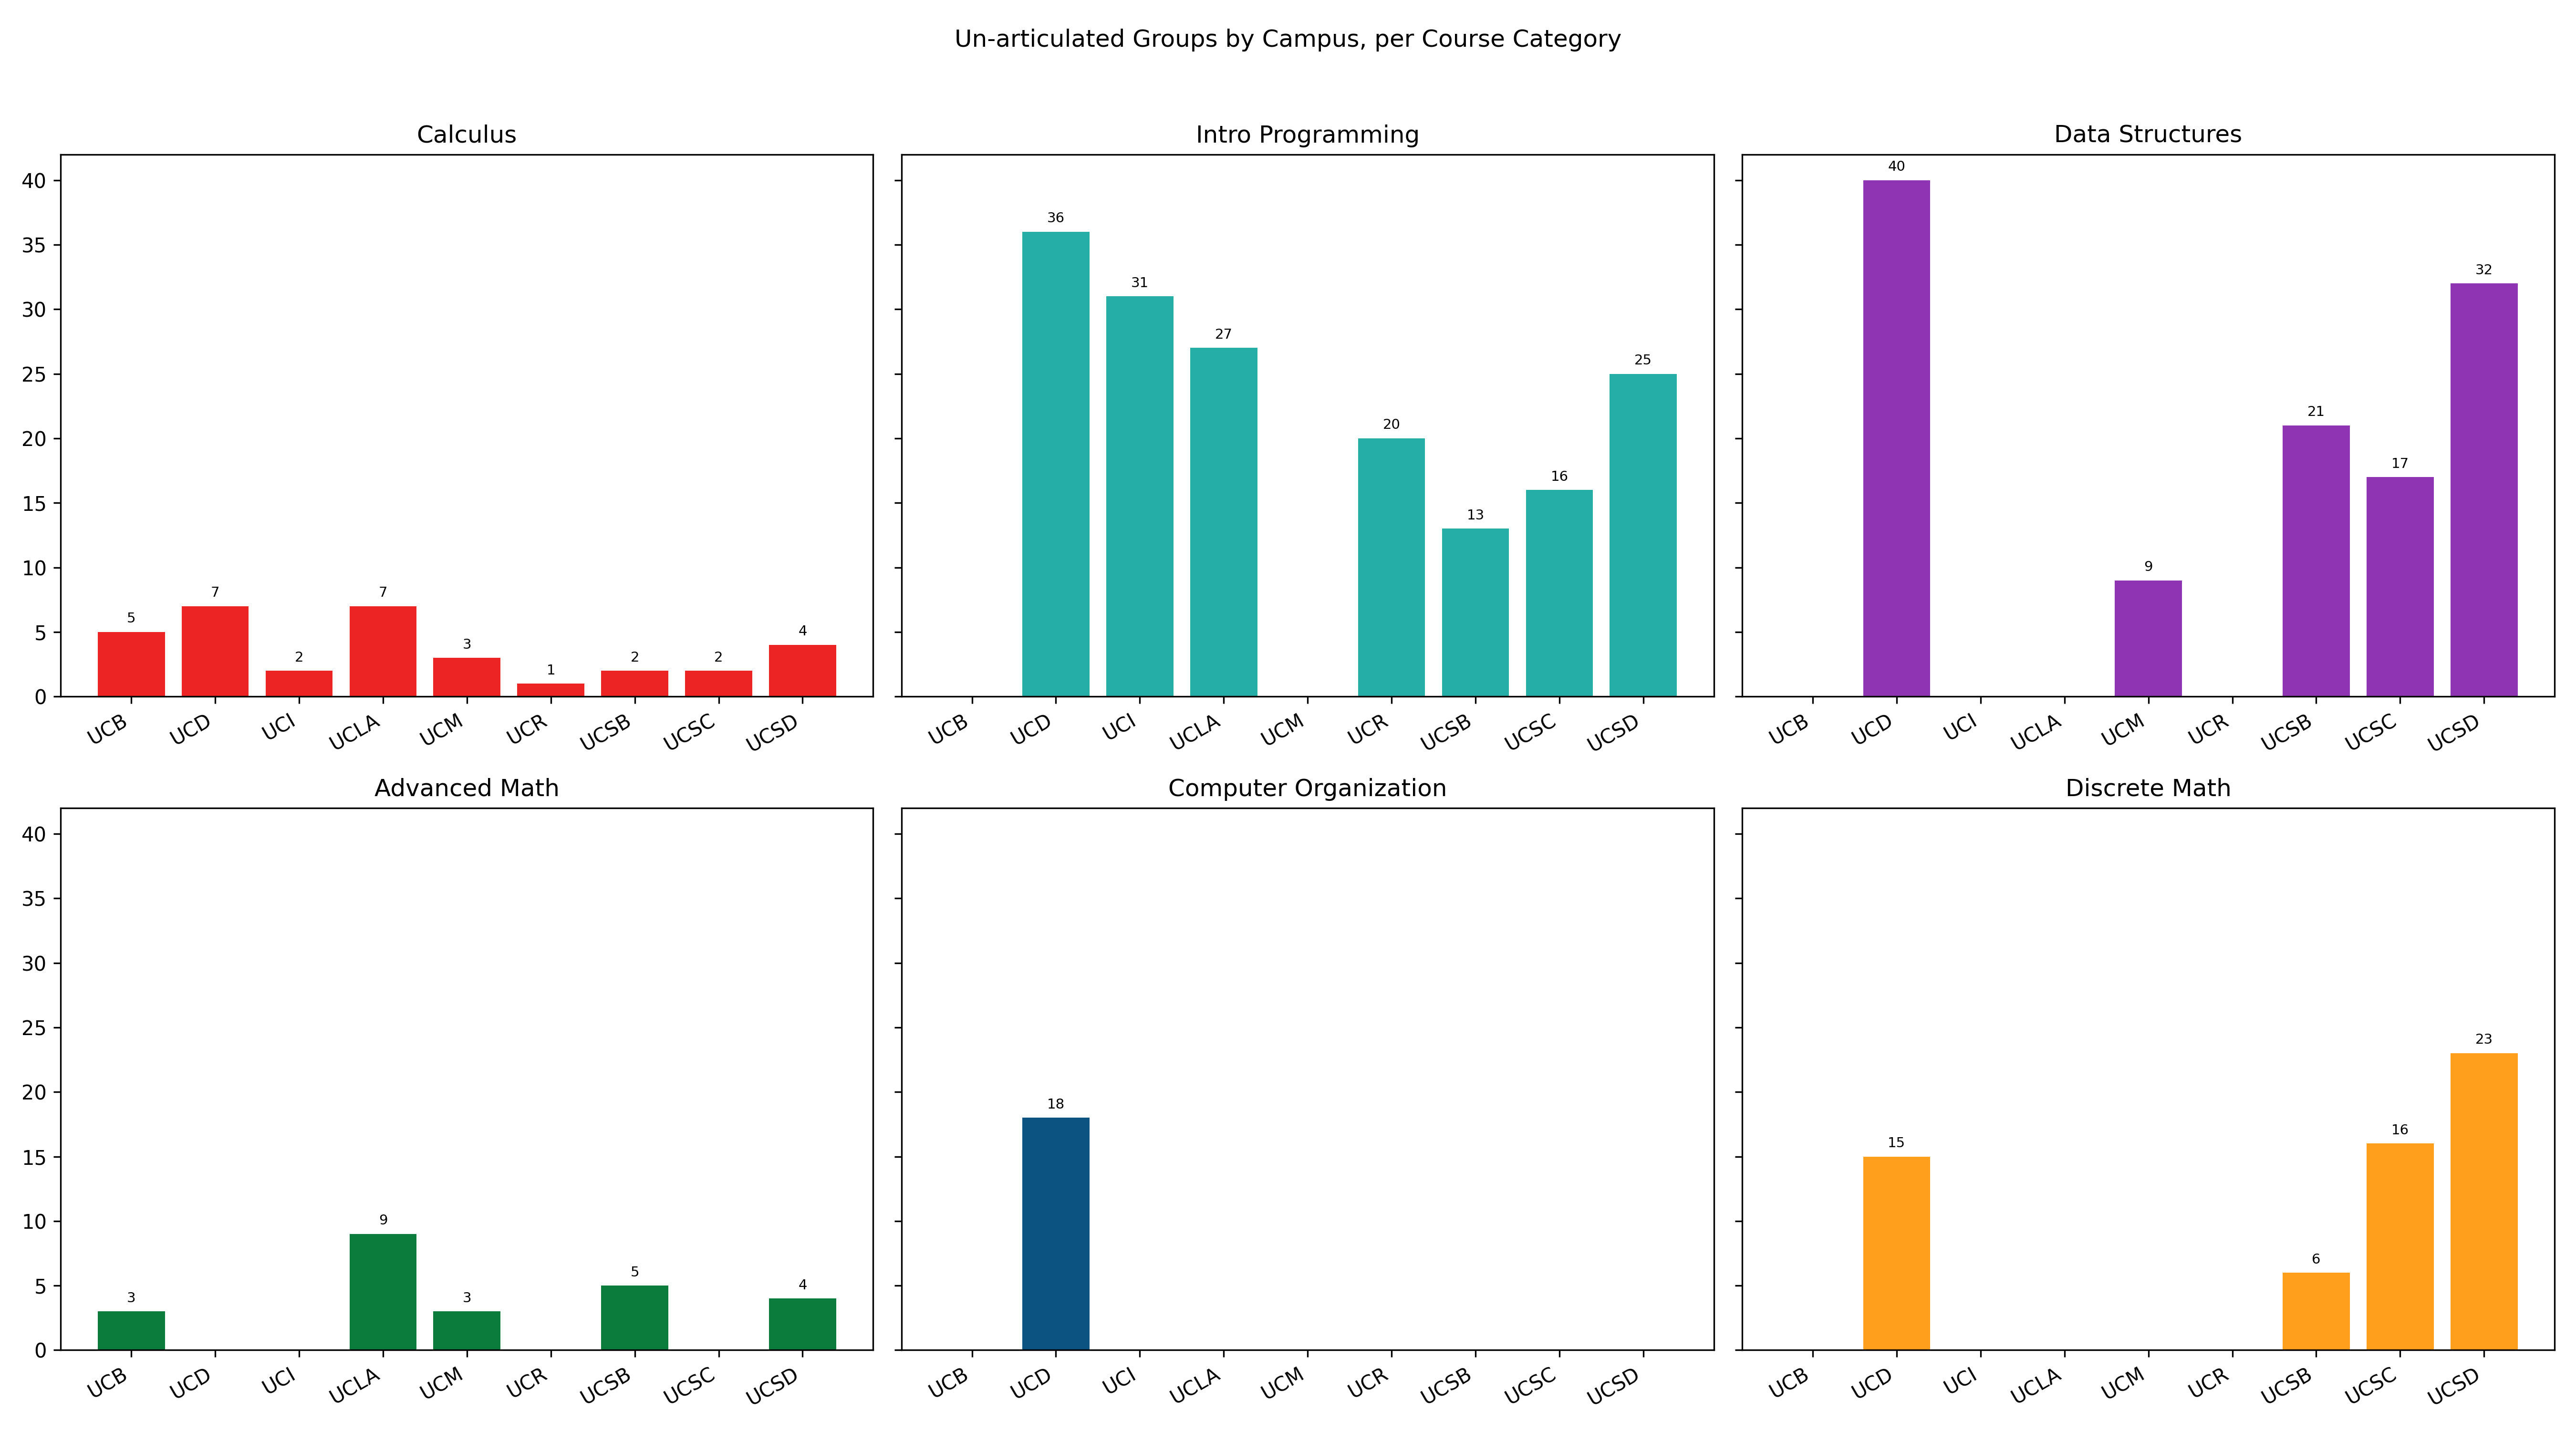 Un-articulated Groups by Campus, per Course Category
Calculus
40
35
30
25
20
15
10
5
0
5
7
2
7
3
1
2
2
4
UCB
UCD
UCI
UCLA
UCM
UCR
UCSB
UCSC
UCSD
Intro Programming
36
31
27
20
13
16
25
UCB
UCD
UCI
UCLA
UCM
UCR
UCSB
UCSC
UCSD
Data Structures
40
9
21
17
32
UCB
UCD
UCI
UCLA
UCM
UCR
UCSB
UCSC
UCSD
Advanced Math
40
35
30
25
20
15
10
5
0
3
9
3
5
4
UCB
UCD
UCI
UCLA
UCM
UCR
UCSB
UCSC
UCSD
Computer Organization
18
UCB
UCD
UCI
UCLA
UCM
UCR
UCSB
UCSC
UCSD
Discrete Math
15
6
16
23
UCB
UCD
UCI
UCLA
UCM
UCR
UCSB
UCSC
UCSD